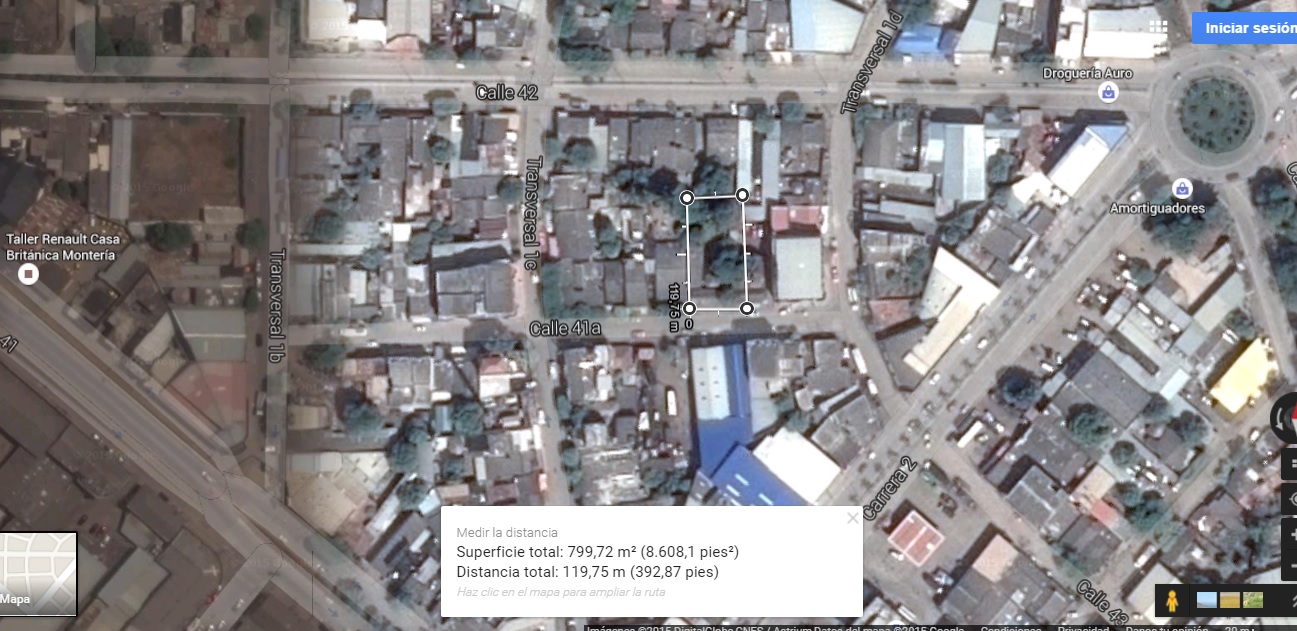 Iniciar sesión
Droguería Auro
Transversal 1d
Calle 42
© 2015 Google
Transversal 1c
Amortiguadores
Taller Renault Casa
Británica Montería
Transversal 1b
119,75 m
0
Calle 41a
41
Carrera 2
Medir la distancia
Superficie total: 799,72 m² (8.608,1 pies²)
Distancia total: 119,75 m (392,87 pies)
Haz clic en el mapa para ampliar la ruta
Mapa
Calle 43
Imágenes ©2015 DigitalGlobe, CNES / Astrium, Datos del mapa ©2015 Google Condiciones Privacidad Danos tu opinión 20 m